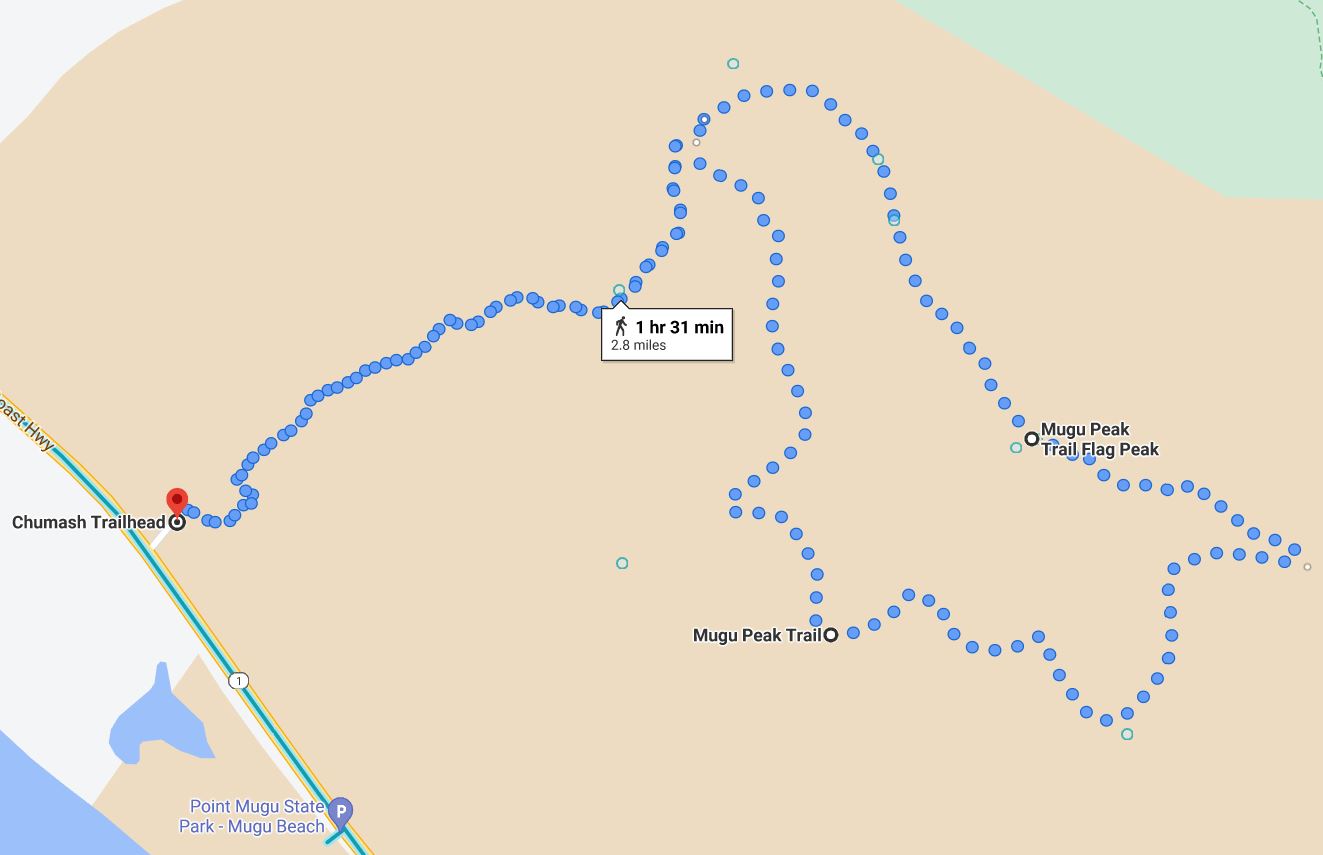 1 hr 31 min
2.8 miles
Mugu Peak
Trail Flag Peak
oast Hwy
Chumash Trailhead
Mugu Peak Trail
1
Point Mugu State
Park - Mugu Beach
P